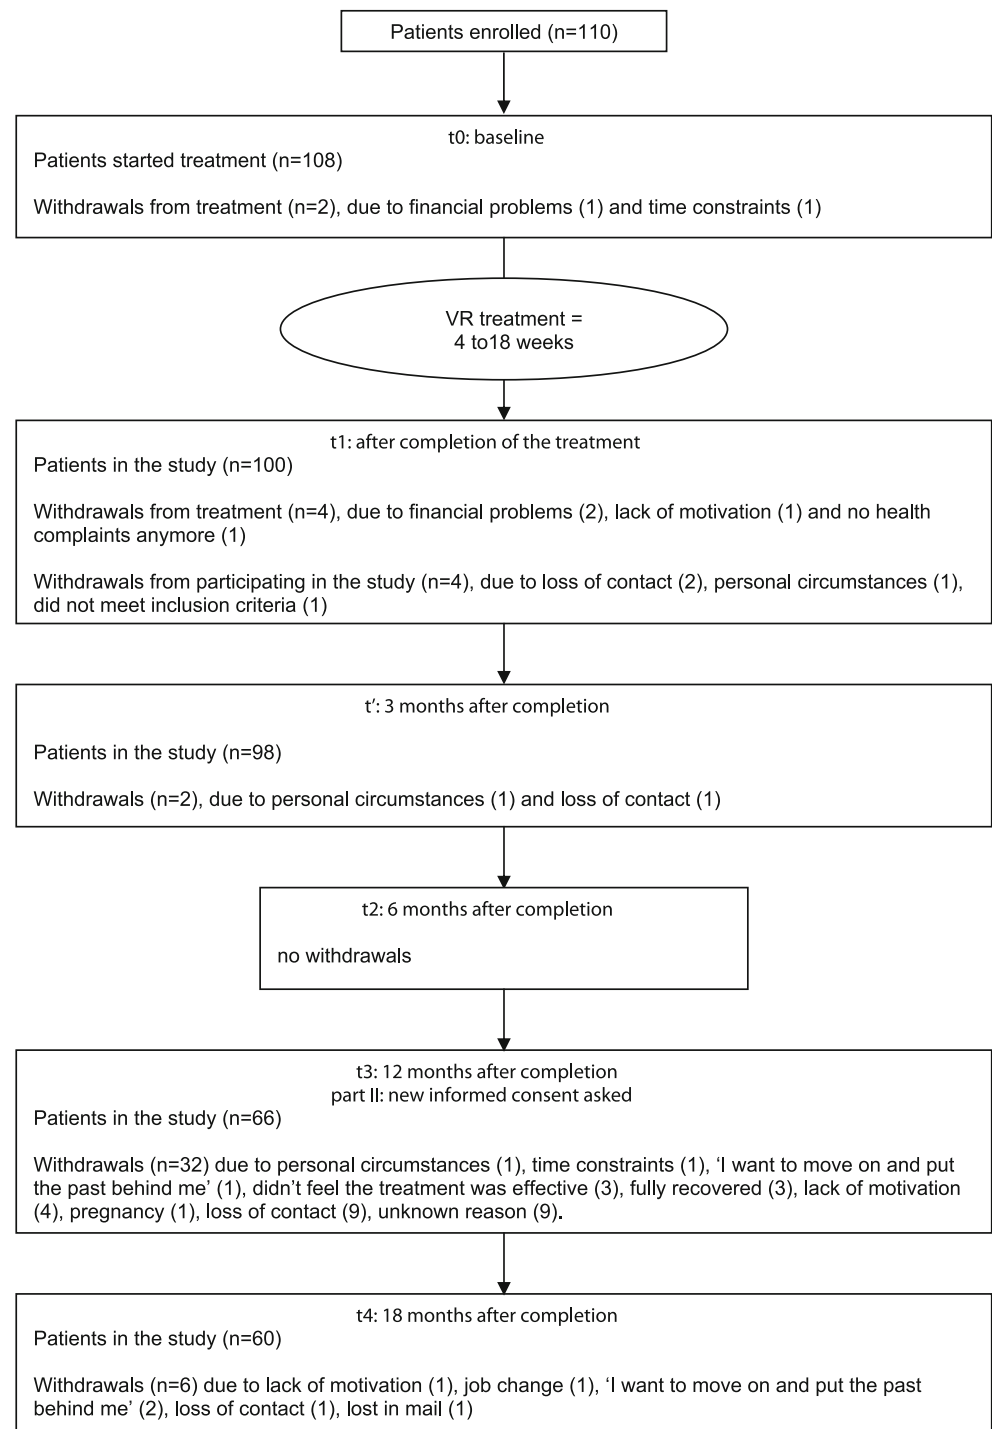 Patients enrolled (n=110)
t0: baseline
Patients started treatment (n=108)
Withdrawals from treatment (n=2), due to financial problems (1) and time constraints (1)
VR treatment =
4 to18 weeks
t1: after completion of the treatment
Patients in the study (n=100)
Withdrawals from treatment (n=4), due to financial problems (2), lack of motivation (1) and no health
complaints anymore (1)
Withdrawals from participating in the study (n=4), due to loss of contact (2), personal circumstances (1),
did not meet inclusion criteria (1)
t': 3 months after completion
Patients in the study (n=98)
Withdrawals (n=2), due to personal circumstances (1) and loss of contact (1)
t2: 6 months after completion
no withdrawals
t3: 12 months after completion
part II: new informed consent asked
Patients in the study (n=66)
Withdrawals (n=32) due to personal circumstances (1), time constraints (1), ‘I want to move on and put
the past behind me’ (1), didn’t feel the treatment was effective (3), fully recovered (3), lack of motivation
(4), pregnancy (1), loss of contact (9), unknown reason (9).
t4: 18 months after completion
Patients in the study (n=60)
Withdrawals (n=6) due to lack of motivation (1), job change (1), ‘I want to move on and put the past
behind me’ (2), loss of contact (1), lost in mail (1)